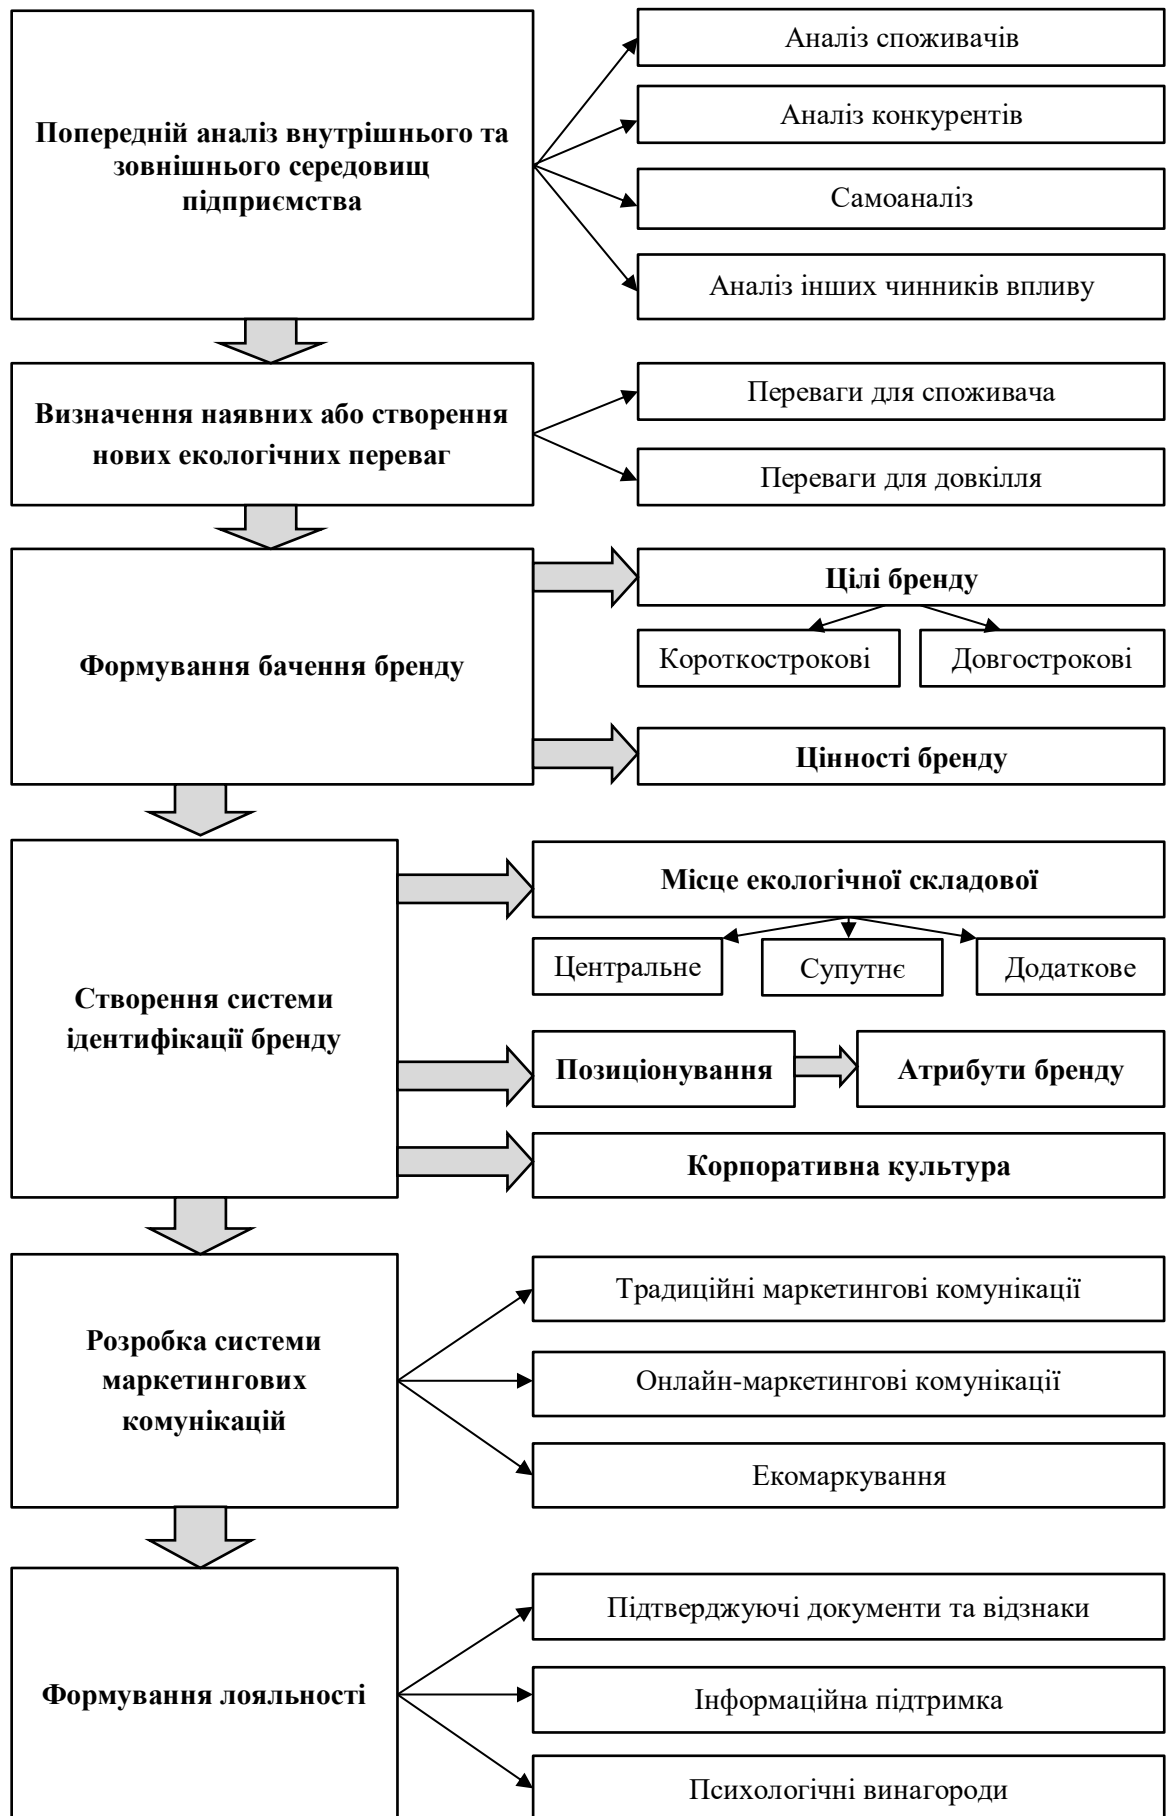 Попередній аналіз внутрішнього та
зовнішнього середовищ
підприємства
Аналіз споживачів
Аналіз конкурентів
Самоаналіз
Аналіз інших чинників впливу
Визначення наявних або створення
нових екологічних переваг
Переваги для споживача
Переваги для довкілля
Формування бачення бренду
Цілі бренду
Короткострокові
Довгострокові
Цінності бренду
Створення системи
ідентифікації бренду
Місце екологічної складової
Центральне
Супутнє
Додаткове
Позиціонування
Атрибути бренду
Корпоративна культура
Розробка системи
маркетингових
комунікацій
Традиційні маркетингові комунікації
Онлайн-маркетингові комунікації
Екомаркування
Формування лояльності
Підтверджуючі документи та відзнаки
Інформаційна підтримка
Психологічні винагороди